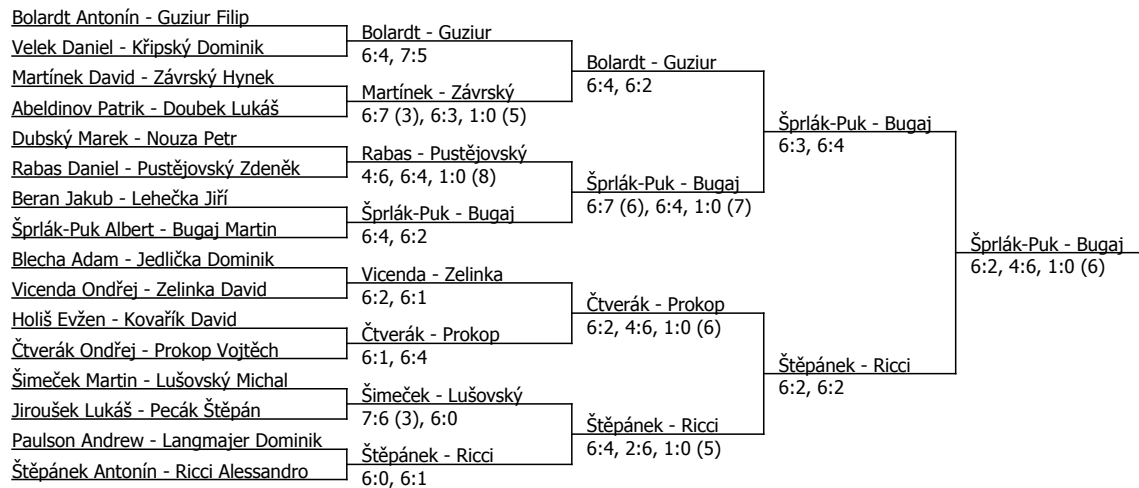 Bolardt Antonín - Guziur Filip
Velek Daniel - Křipský Dominik
Martínek David - Závrský Hynek
Abeldinov Patrik - Doubek Lukáš
Dubský Marek - Nouza Petr
Rabas Daniel - Pustějovský Zdeněk
Beran Jakub - Lehečka Jiří
Šprlák-Puk Albert - Bugaj Martin
Blecha Adam - Jedlička Dominik
Vicenda Ondřej - Zelinka David
Holiš Evžen - Kovařík David
Čtverák Ondřej - Prokop Vojtěch
Šimeček Martin - Lušovský Michal
Jiroušek Lukáš - Pecák Štěpán
Paulson Andrew - Langmajer Dominik
Štěpánek Antonín - Ricci Alessandro
Bolardt - Guziur
6:4, 7:5
Martínek - Závrský
6:7 (3), 6:3, 1:0 (5)
Rabas - Pustějovský
4:6, 6:4, 1:0 (8)
Šprlák-Puk - Bugaj
6:4, 6:2
Vicenda - Zelinka
6:2, 6:1
Čtverák - Prokop
6:1, 6:4
Šimeček - Lušovský
7:6 (3), 6:0
Štěpánek - Ricci
6:0, 6:1
Bolardt - Guziur
6:4, 6:2
Šprlák-Puk - Bugaj
6:7 (6), 6:4, 1:0 (7)
Čtverák - Prokop
6:2, 4:6, 1:0 (6)
Štěpánek - Ricci
6:4, 2:6, 1:0 (5)
Šprlák-Puk - Bugaj
6:3, 6:4
Štěpánek - Ricci
6:2, 6:2
Šprlák-Puk - Bugaj
6:2, 4:6, 1:0 (6)